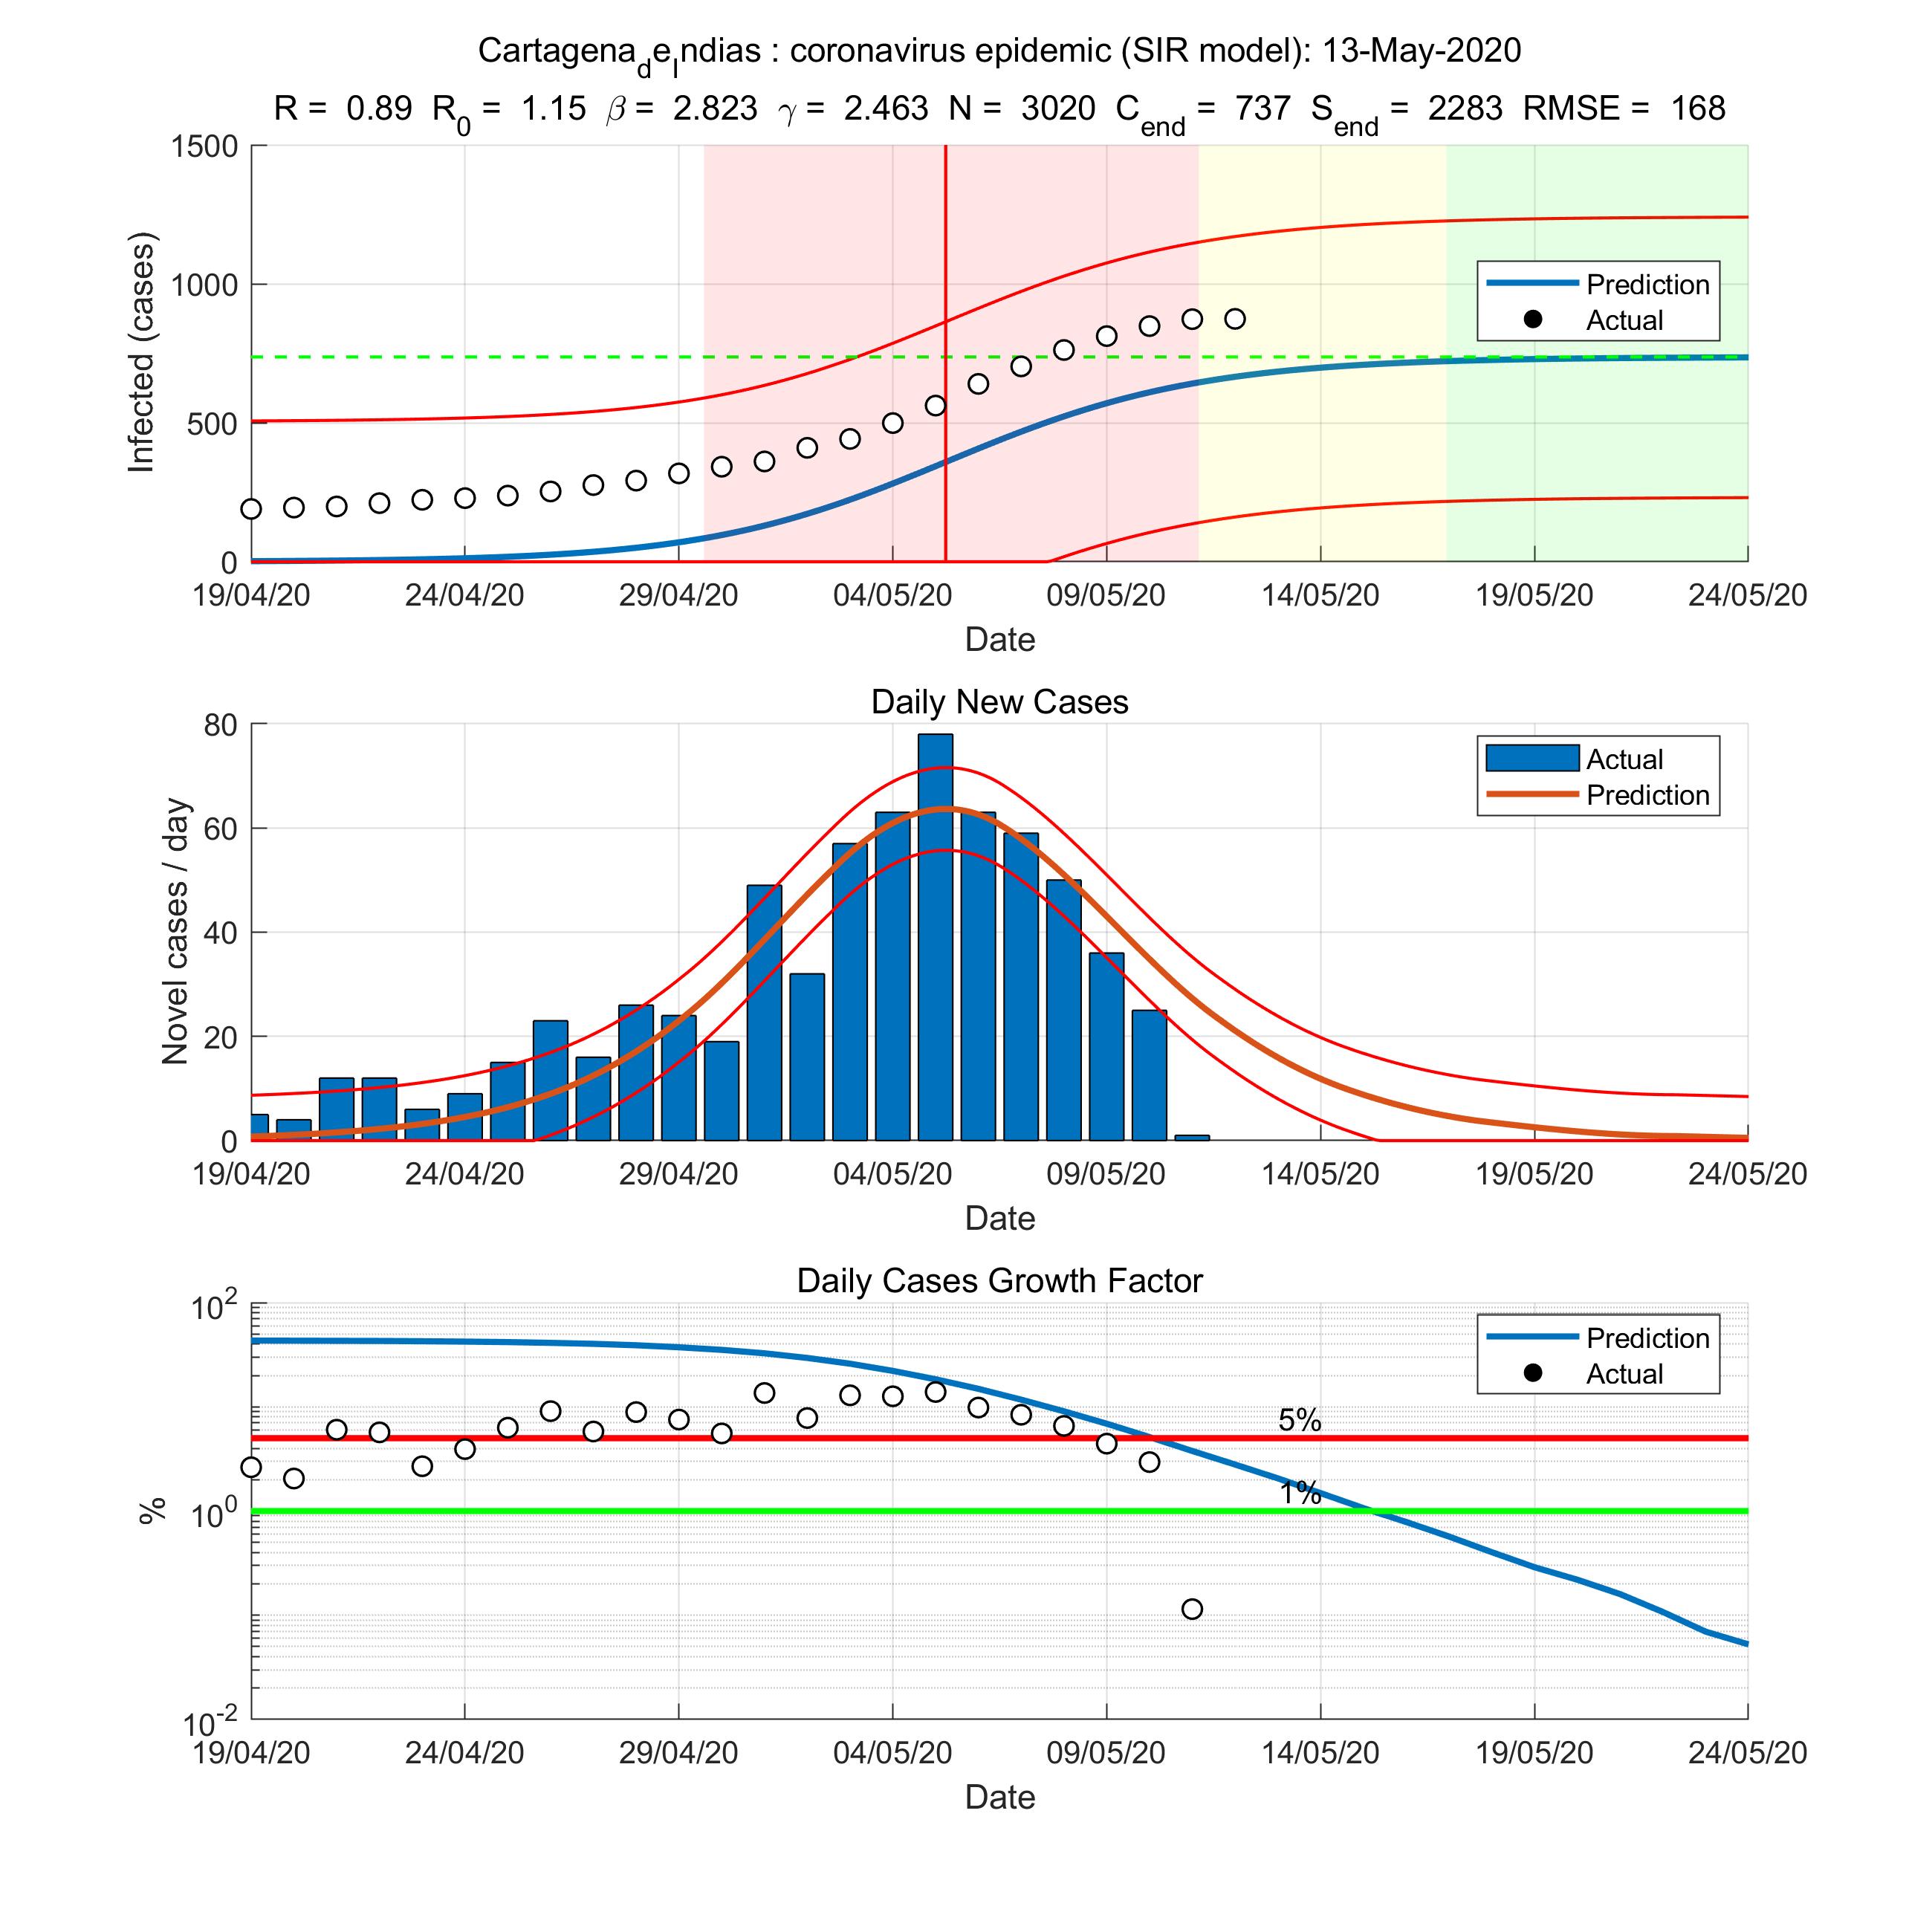 Cartagena_de_Indias : coronavirus epidemic (SIR model): 13-May-2020
R = 0.89 R_0 = 1.15 β = 2.823 γ = 2.463 N = 3020 C_end = 737 S_end = 2283 RMSE = 168
1500
1000
500
0
Infected (cases)
Prediction
Actual
19/04/20 24/04/20 29/04/20 04/05/20 09/05/20 14/05/20 19/05/20 24/05/20
Date
Daily New Cases
80
60
40
20
0
Novel cases / day
Actual
Prediction
19/04/20 24/04/20 29/04/20 04/05/20 09/05/20 14/05/20 19/05/20 24/05/20
Date
Daily Cases Growth Factor
10^2
10^0
10^-2
%
Prediction
Actual
5%
1%
19/04/20 24/04/20 29/04/20 04/05/20 09/05/20 14/05/20 19/05/20 24/05/20
Date